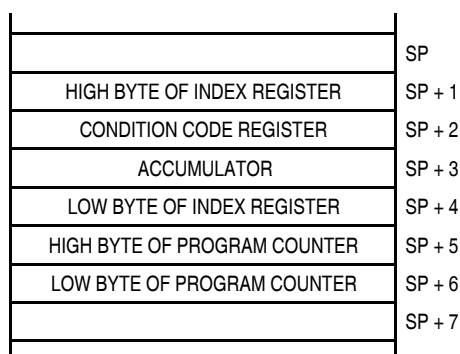 SP
HIGH BYTE OF INDEX REGISTER SP + 1
CONDITION CODE REGISTER SP + 2
ACCUMULATOR SP + 3
LOW BYTE OF INDEX REGISTER SP + 4
HIGH BYTE OF PROGRAM COUNTER SP + 5
LOW BYTE OF PROGRAM COUNTER SP + 6
SP + 7